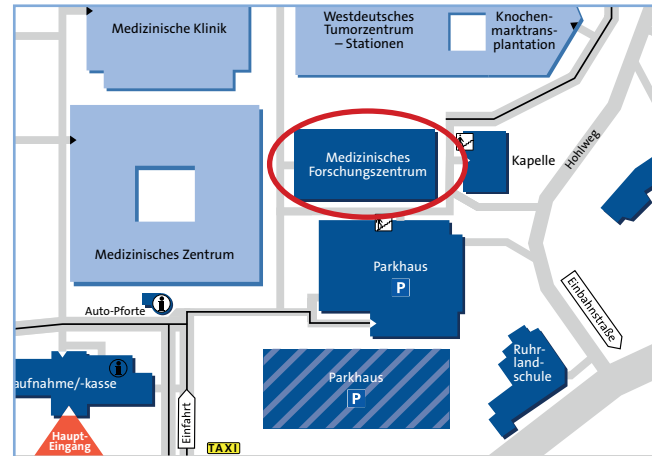 Medizinische Klinik
Westdeutsches
Tumorzentrum
– Stationen
Knochen-
marktrans-
plantation
Medizinisches
Forschungszentrum
Kapelle
Hohlweg
Medizinisches Zentrum
Auto-Pforte
i
Parkhaus
P
Einbahnstraße
aufnahme/-kasse
i
Haupt-
Eingang
Einfahrt
TAXI
Parkhaus
P
Ruhr-
land-
schule